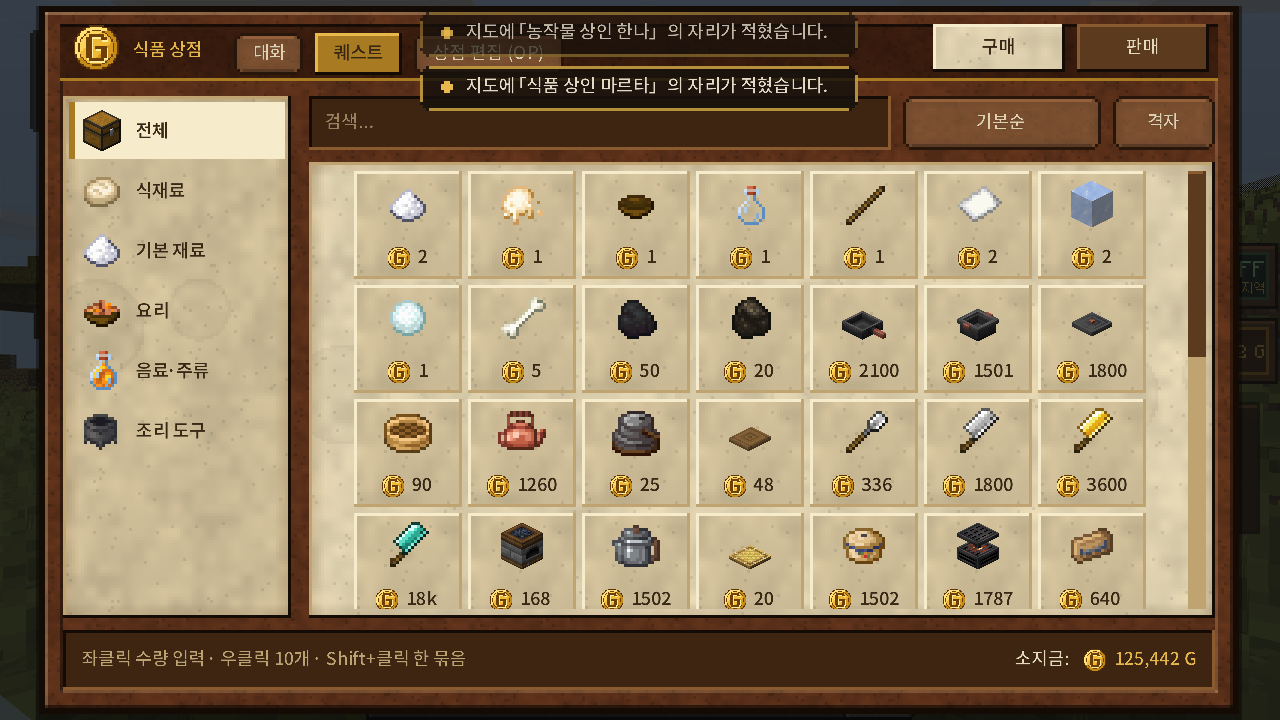 지도에 「농작물 상인 한나」의 자리가 적혔습니다.
식품 상점
대화
퀘스트
상점 편집 (OP)
구매
판매
지도에 「식품 상인 마르타」의 자리가 적혔습니다.
검색...
기본순
격자
전체
식재료
기본 재료
요리
음료·주류
조리 도구
2 1 1 1 1 2 2
1 5 50 20 2100 1501 1800
90 1260 25 48 336 1800 3600
18k 168 1502 20 1502 1787 640
FF
지역
G
좌클릭 수량 입력 · 우클릭 10개 · Shift+클릭 한 묶음
소지금: 125,442 G